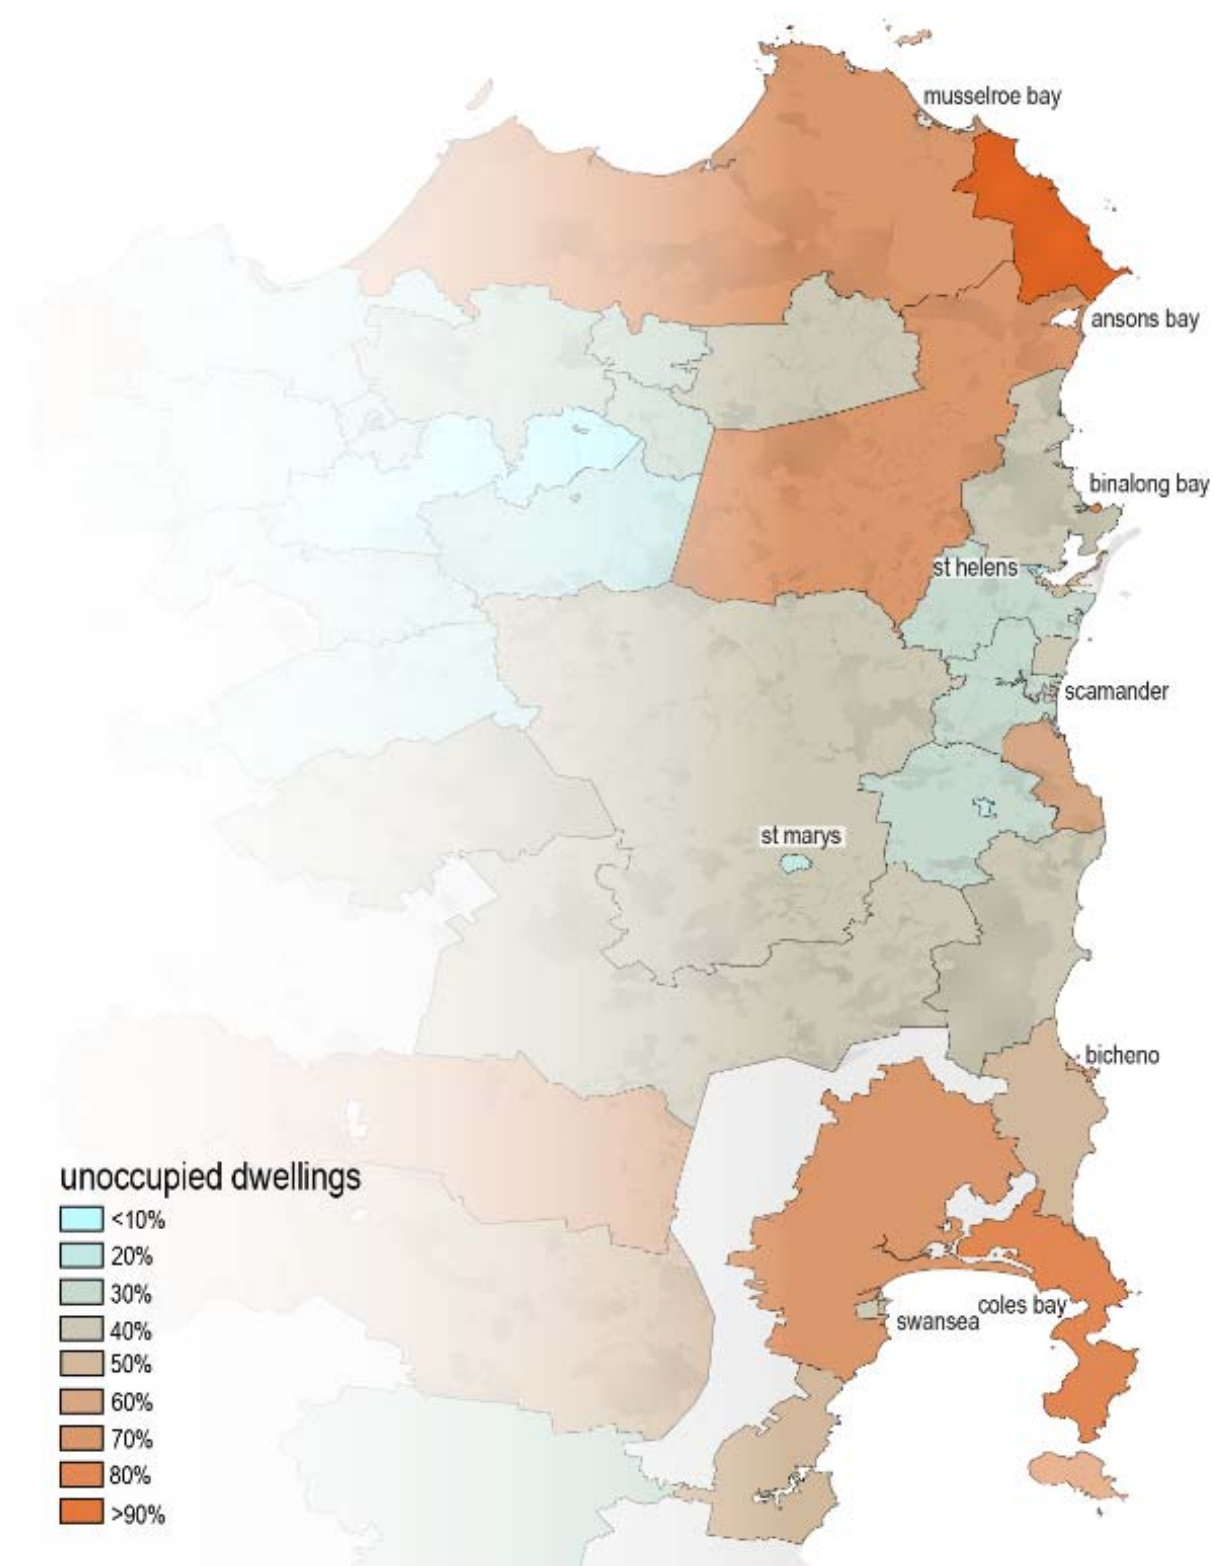 musselroe bay
ansons bay
binalong bay
st helens
scamander
st marys
bicheno
unoccupied dwellings
<10%
20%
30%
40%
50%
60%
70%
80%
>90%
coles bay
swansea